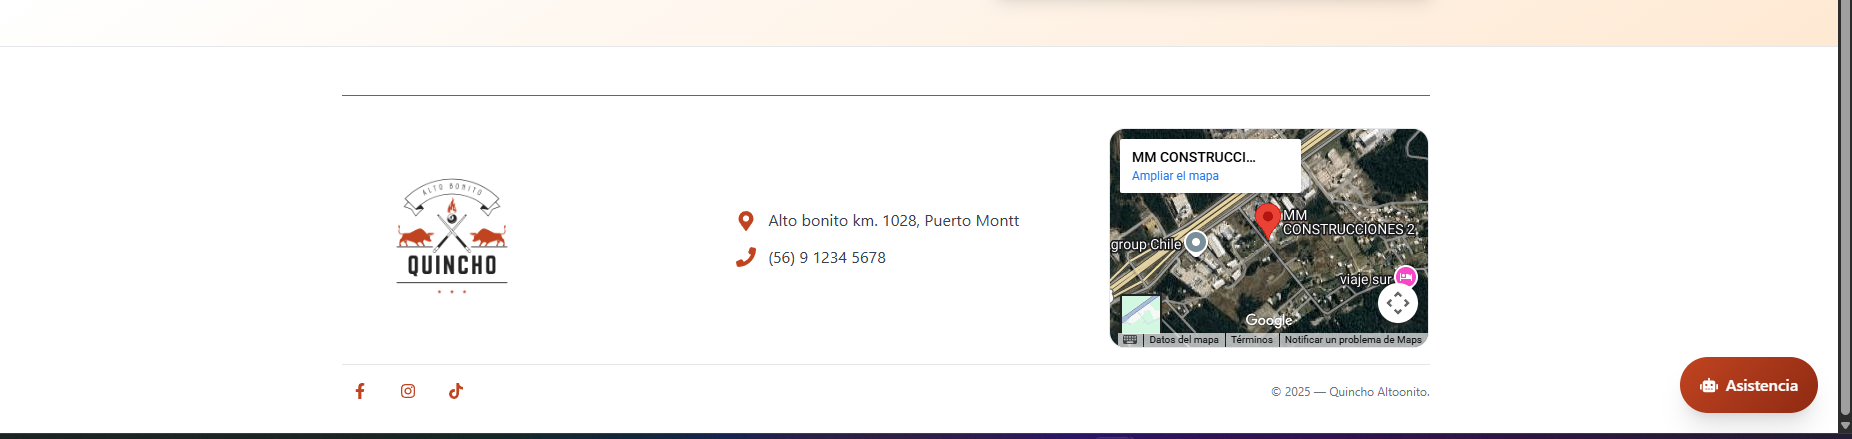 ALTO BONITO
QUINCHO
Alto bonito km. 1028, Puerto Montt
(56) 9 1234 5678
MM CONSTRUCCI...
Ampliar el mapa
MM
CONSTRUCCIONES 2
group Chile
viaje sur
Google
Datos del mapa
Términos
Notificar un problema de Maps
© 2025 — Quincho Altoonito.
Asistencia